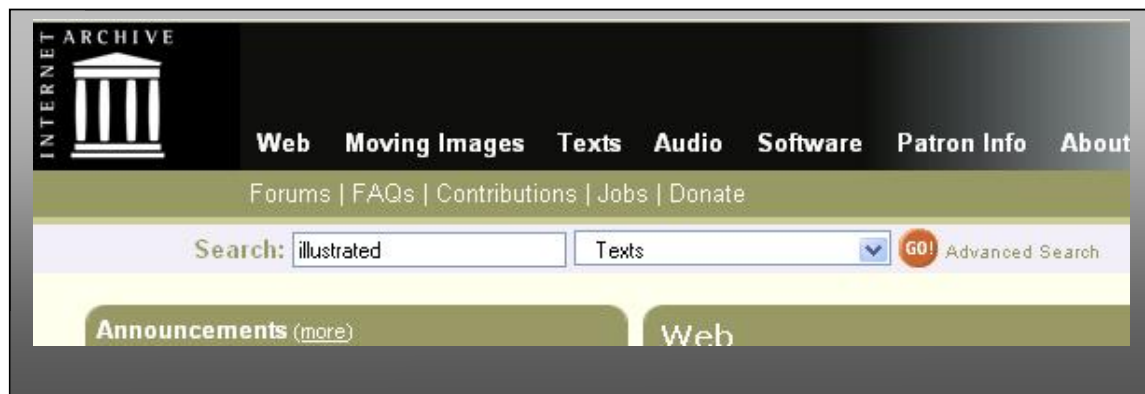 INTERNET ARCHIVE
Web Moving Images Texts Audio Software Patron Info About
Forums | FAQs | Contributions | Jobs | Donate
Search: illustrated Texts GO! Advanced Search
Announcements (more)
Web